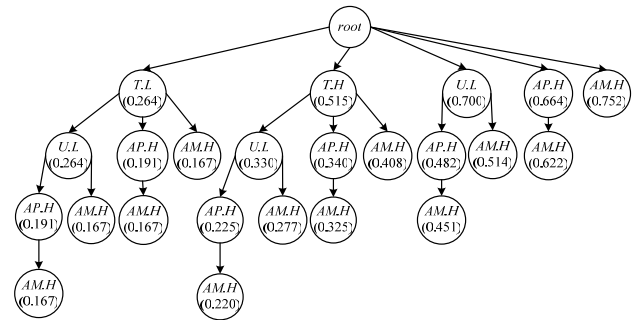 root
T.L
(0.264)
T.H
(0.515)
U.L
(0.700)
AP.H
(0.664)
AM.H
(0.752)
U.L
(0.264)
AP.H
(0.191)
AM.H
(0.167)
U.L
(0.330)
AP.H
(0.340)
AM.H
(0.408)
AP.H
(0.482)
AM.H
(0.514)
AM.H
(0.622)
AP.H
(0.191)
AM.H
(0.167)
AM.H
(0.167)
AP.H
(0.225)
AM.H
(0.277)
AM.H
(0.325)
AM.H
(0.451)
AM.H
(0.167)
AM.H
(0.220)